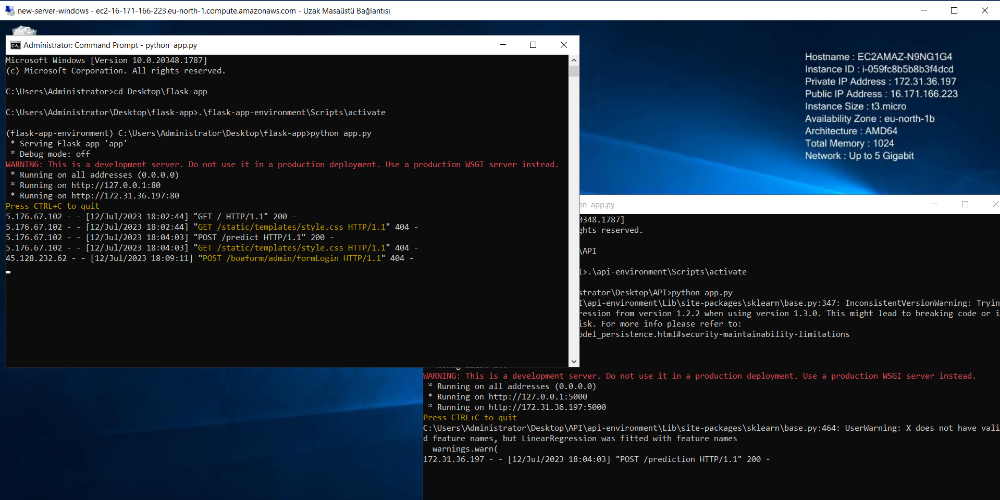 new-server-windows - ec2-16-171-166-223.eu-north-1.compute.amazonaws.com - Uzak Masaüstü Bağlantısı
Administrator: Command Prompt - python  app.py
Microsoft Windows [Version 10.0.20348.1787]
(c) Microsoft Corporation. All rights reserved.
C:\Users\Administrator>cd Desktop\flask-app
C:\Users\Administrator\Desktop\flask-app>.\flask-app-environment\Scripts\activate
(flask-app-environment) C:\Users\Administrator\Desktop\flask-app>python app.py
* Serving Flask app 'app'
* Debug mode: off
WARNING: This is a development server. Do not use it in a production deployment. Use a production WSGI server instead.
* Running on all addresses (0.0.0.0)
* Running on http://127.0.0.1:80
* Running on http://172.31.36.197:80
Press CTRL+C to quit
5.176.67.102 - - [12/Jul/2023 18:02:44] "GET / HTTP/1.1" 200 -
5.176.67.102 - - [12/Jul/2023 18:02:44] "GET /static/templates/style.css HTTP/1.1" 404 -
5.176.67.102 - - [12/Jul/2023 18:04:03] "POST /predict HTTP/1.1" 200 -
5.176.67.102 - - [12/Jul/2023 18:04:03] "GET /static/templates/style.css HTTP/1.1" 404 -
45.128.232.62 - - [12/Jul/2023 18:09:11] "POST /boaform/admin/formLogin HTTP/1.1" 404 -
Hostname : EC2AMAZ-N9NG1G4
Instance ID : i-059fc8b5b8b3f4dcd
Private IP Address : 172.31.36.197
Public IP Address : 16.171.166.223
Instance Size : t3.micro
Availability Zone : eu-north-1b
Architecture : AMD64
Total Memory : 1024
Network : Up to 5 Gigabit
on  app.py
0348.1787]
ghts reserved.
\API
I>.\api-environment\Scripts\activate
strator\Desktop\API>python app.py
I\api-environment\Lib\site-packages\sklearn\base.py:347: InconsistentVersionWarning: Tryin
ression from version 1.2.2 when using version 1.3.0. This might lead to breaking code or i
isk. For more info please refer to:
odel_persistence.html#security-maintainability-limitations
WARNING: This is a development server. Do not use it in a production deployment. Use a production WSGI server instead.
* Running on all addresses (0.0.0.0)
* Running on http://127.0.0.1:5000
* Running on http://172.31.36.197:5000
Press CTRL+C to quit
C:\Users\Administrator\Desktop\API\api-environment\Lib\site-packages\sklearn\base.py:464: UserWarning: X does not have vali
d feature names, but LinearRegression was fitted with feature names
warnings.warn(
172.31.36.197 - - [12/Jul/2023 18:04:03] "POST /prediction HTTP/1.1" 200 -